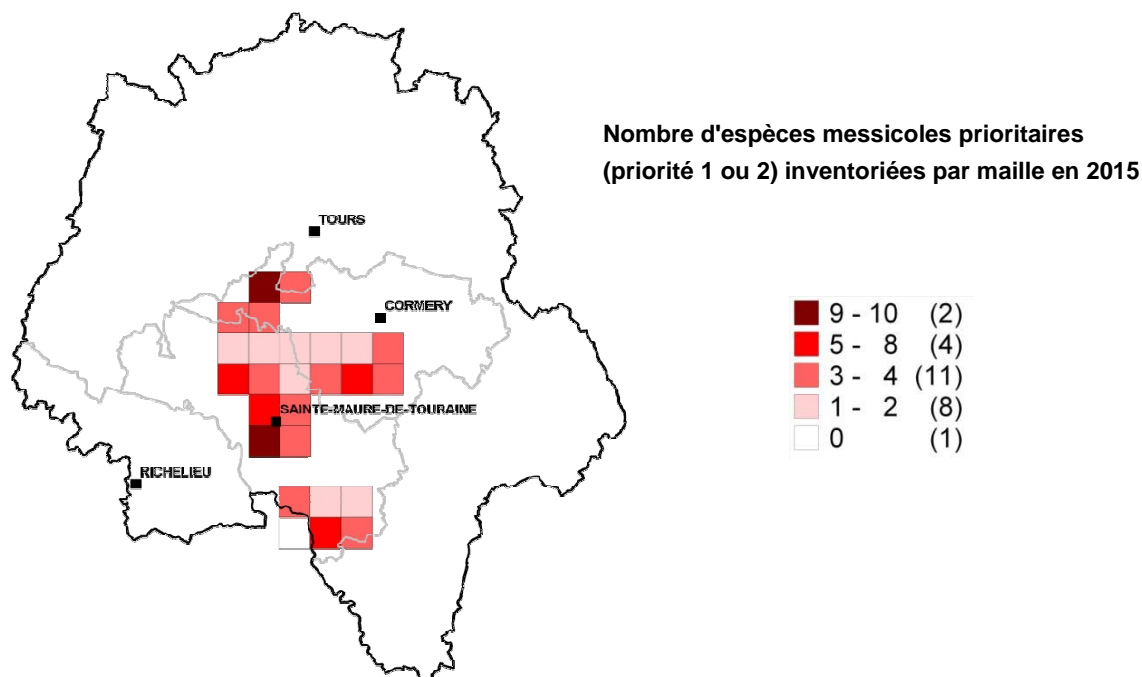 Nombre d'espèces messicoles prioritaires
(priorité 1 ou 2) inventoriées par maille en 2015
TOURS
CORMERY
SAINTE-MAURE-DE-TOURAINE
RICHELIEU
9 - 10 (2)
5 - 8 (4)
3 - 4 (11)
1 - 2 (8)
0 (1)